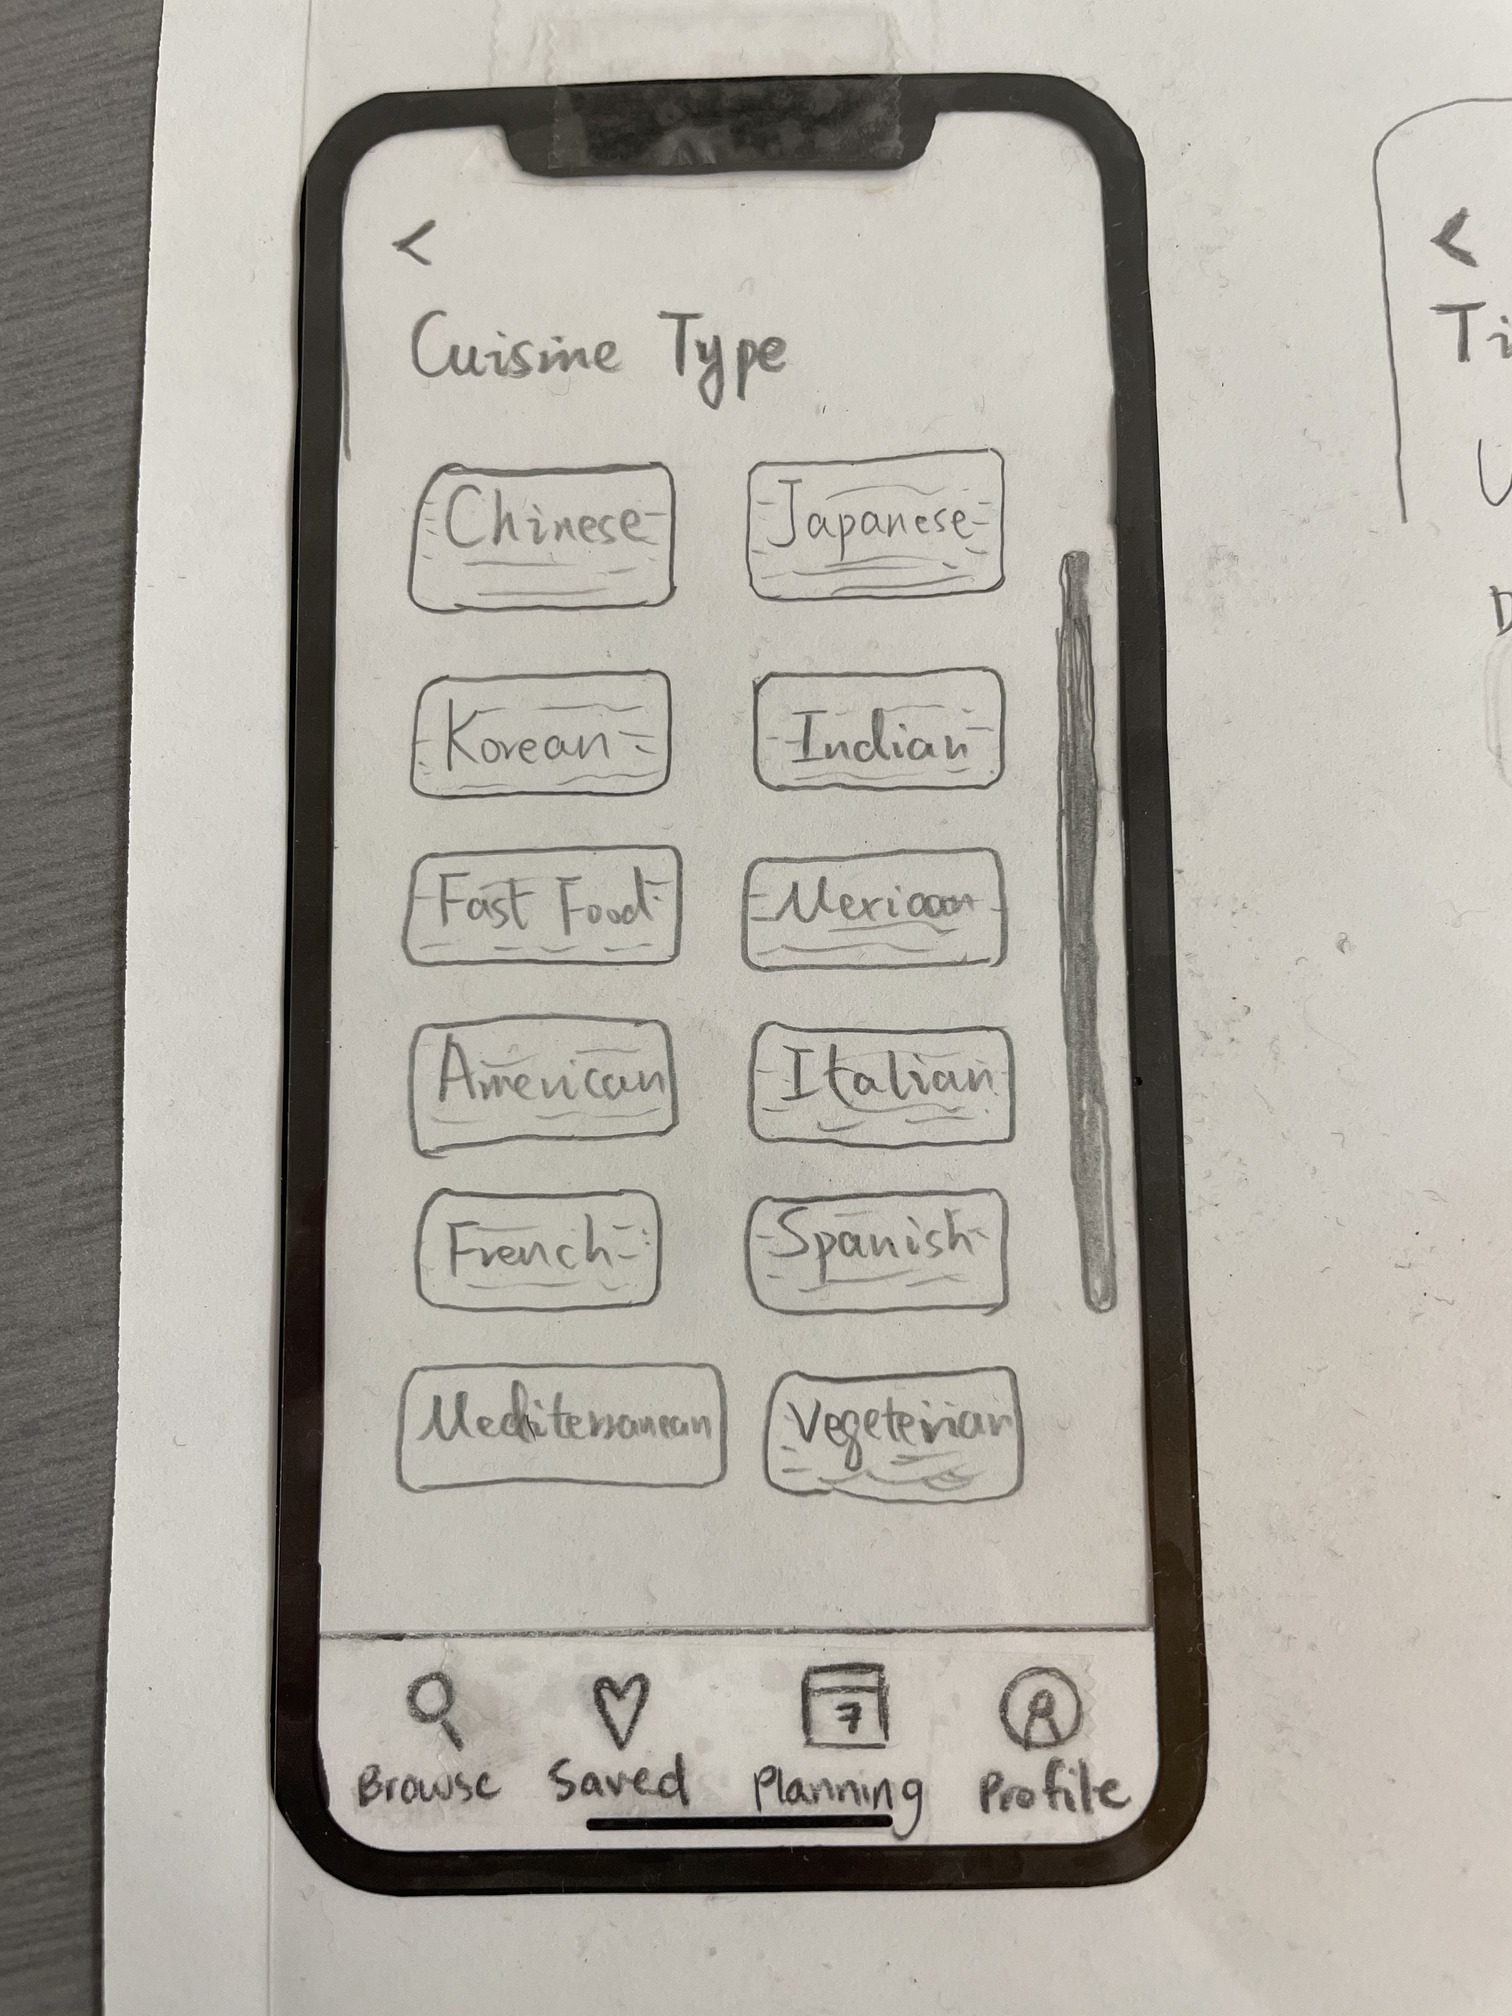 <
Cuisine Type
Chinese Japanese
Korean Indian
Fast Food Mexican
American Italian
French Spanish
Mediterranean Vegeterian
7
Browse Saved Planning Profile
<
Ti